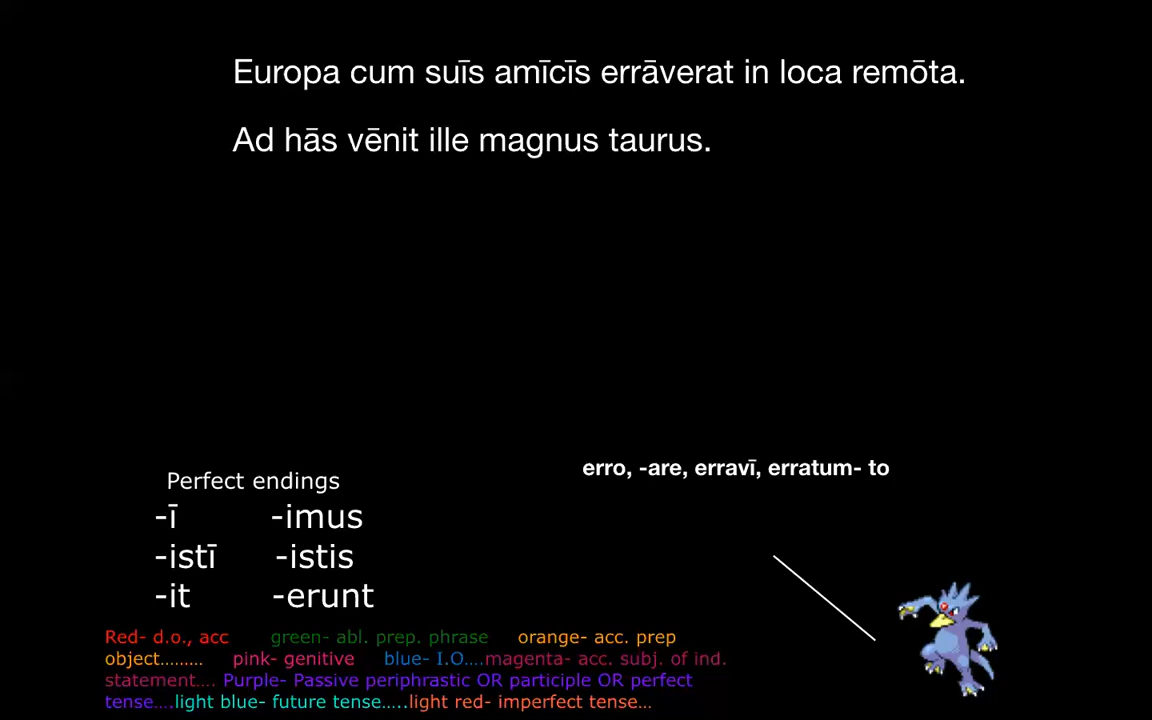 Europa cum suīs amīcīs errāverat in loca remōta.
Ad hās vēnit ille magnus taurus.
erro, -are, erravī, erratum- to
Perfect endings
-ī -imus
-istī -istis
-it -erunt
Red- d.o., acc green- abl. prep. phrase orange- acc. prep
object......... pink- genitive blue- I.O....magenta- acc. subj. of ind.
statement.... Purple- Passive periphrastic OR participle OR perfect
tense....light blue- future tense.....light red- imperfect tense...